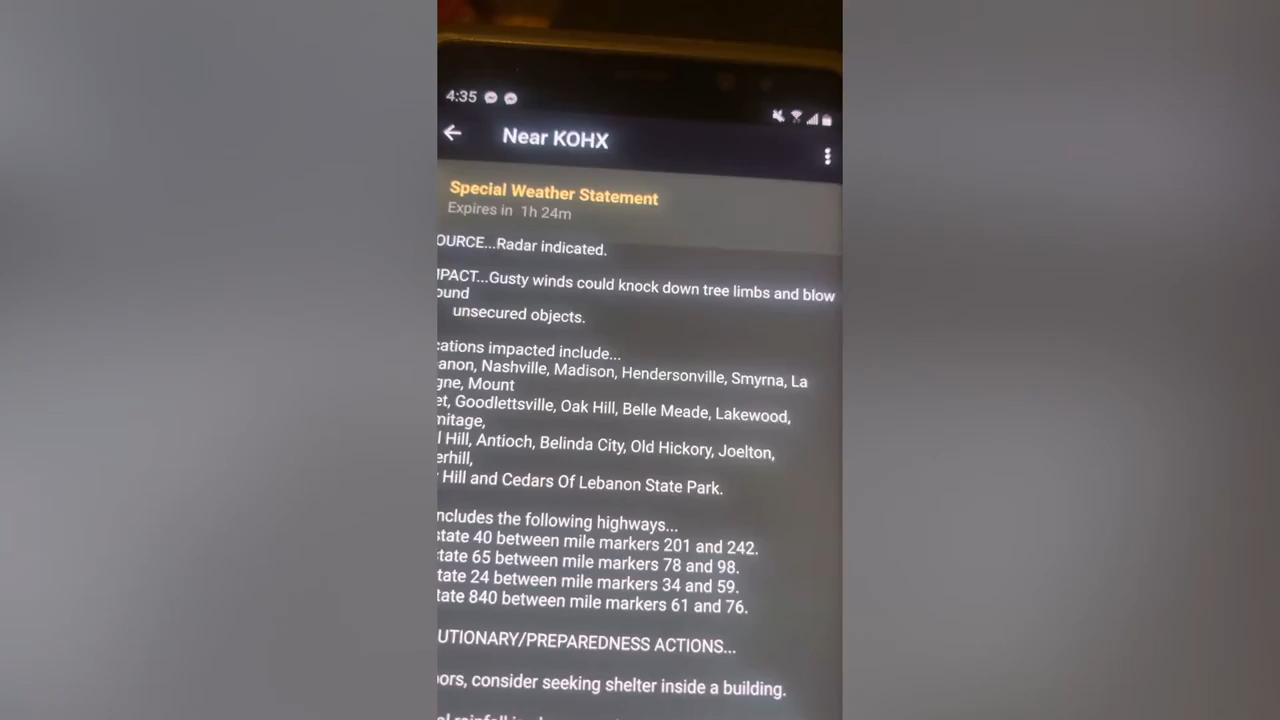 4:35
Near KOHX
Special Weather Statement
Expires in 1h 24m
OURCE...Radar indicated.
PACT...Gusty winds could knock down tree limbs and blow
ound
unsecured objects.
cations impacted include...
anon, Nashville, Madison, Hendersonville, Smyrna, La
gne, Mount
et, Goodlettsville, Oak Hill, Belle Meade, Lakewood,
mitage,
l Hill, Antioch, Belinda City, Old Hickory, Joelton,
erhill,
Hill and Cedars Of Lebanon State Park.
ncludes the following highways...
state 40 between mile markers 201 and 242.
state 65 between mile markers 78 and 98.
tate 24 between mile markers 34 and 59.
tate 840 between mile markers 61 and 76.
UTIONARY/PREPAREDNESS ACTIONS...
ors, consider seeking shelter inside a building.